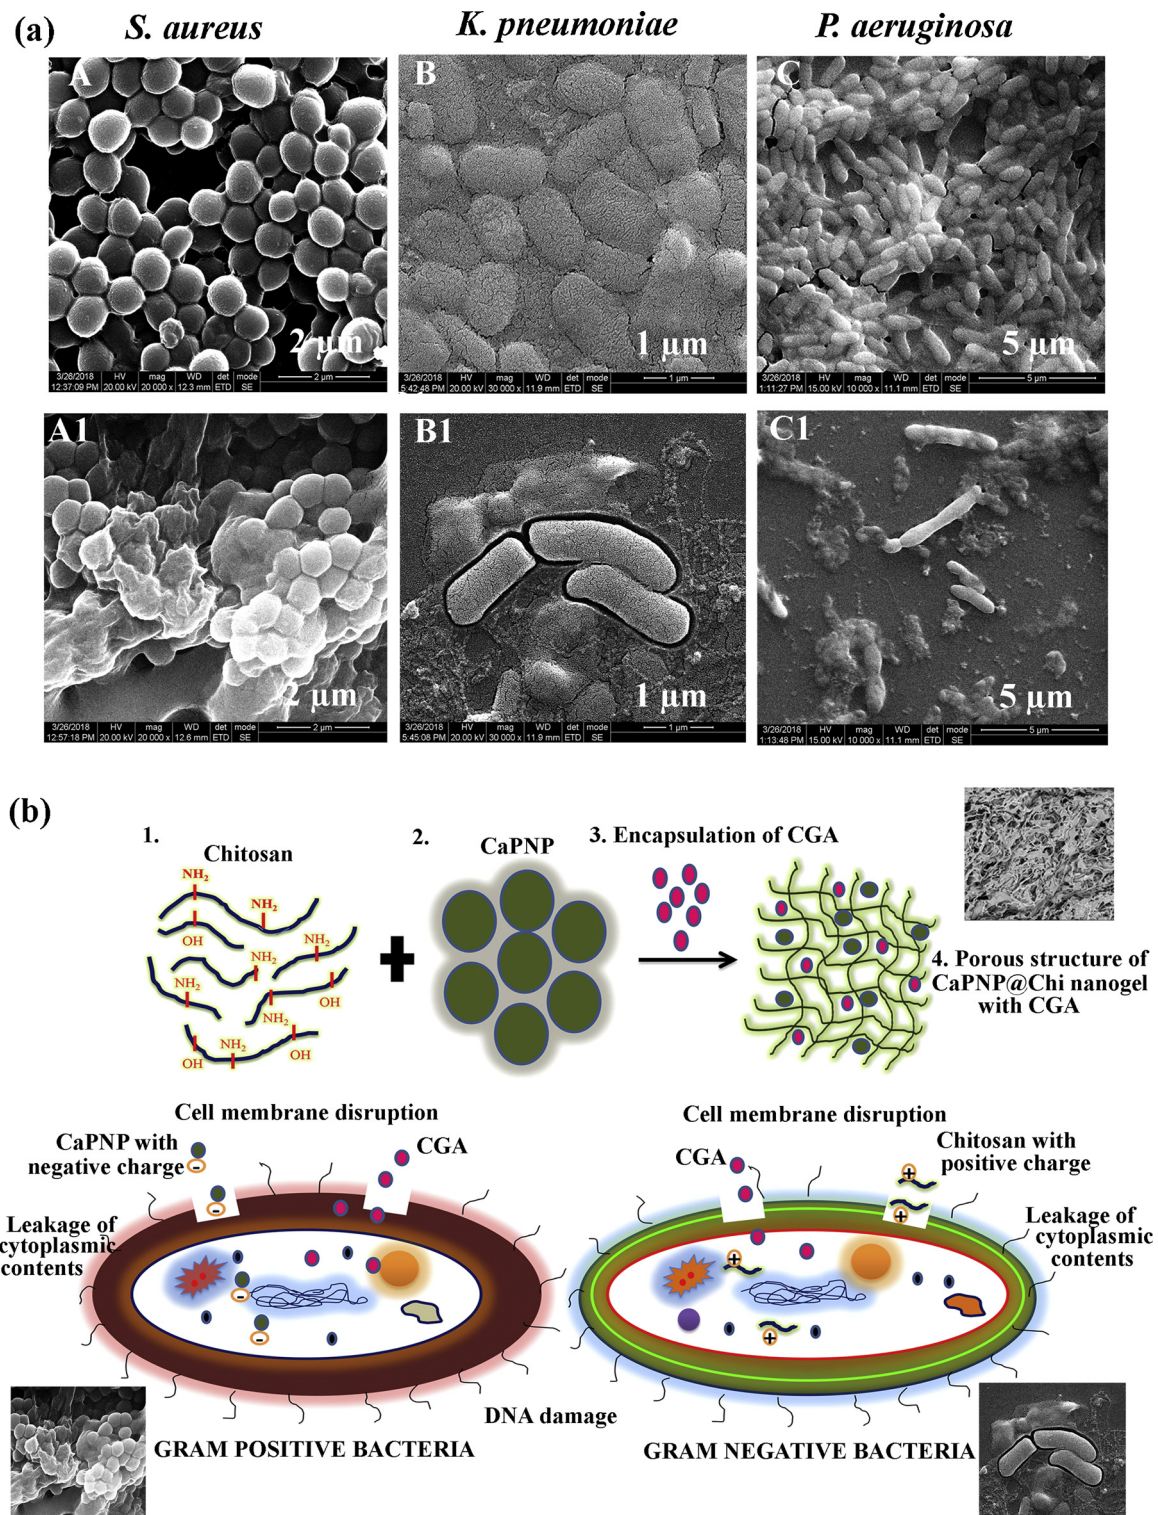 (a)
S. aureus
K. pneumoniae
P. aeruginosa
A
2 µm
3/26/2018 HV mag WD det mode
12:37:09 PM 20.00 kV 20 000 x 12.3 mm ETD SE
2 µm
B
1 µm
3/26/2018 HV mag WD det mode
5:42:48 PM 20.00 kV 30 000 x 11.9 mm ETD SE
1 µm
C
5 µm
3/26/2018 HV mag WD det mode
1:11:27 PM 15.00 kV 10 000 x 11.1 mm ETD SE
5 µm
A1
2 µm
3/26/2018 HV mag WD det mode
12:57:18 PM 20.00 kV 20 000 x 12.6 mm ETD SE
2 µm
B1
1 µm
3/26/2018 HV mag WD det mode
5:45:08 PM 20.00 kV 30 000 x 11.9 mm ETD SE
1 µm
C1
5 µm
3/26/2018 HV mag WD det mode
1:13:48 PM 15.00 kV 10 000 x 11.1 mm ETD SE
5 µm
(b)
1.
Chitosan
NH2
NH2
OH
NH2
NH2
NH2
OH
NH2
NH2
OH
OH
2.
CaPNP
+
3. Encapsulation of CGA
4. Porous structure of
CaPNP@Chi nanogel
with CGA
Cell membrane disruption
CaPNP with
negative charge
-
-
CGA
Leakage of
cytoplasmic
contents
-
-
GRAM POSITIVE BACTERIA
DNA damage
Cell membrane disruption
CGA
Chitosan with
positive charge
+
+
Leakage of
cytoplasmic
contents
+
+
GRAM NEGATIVE BACTERIA